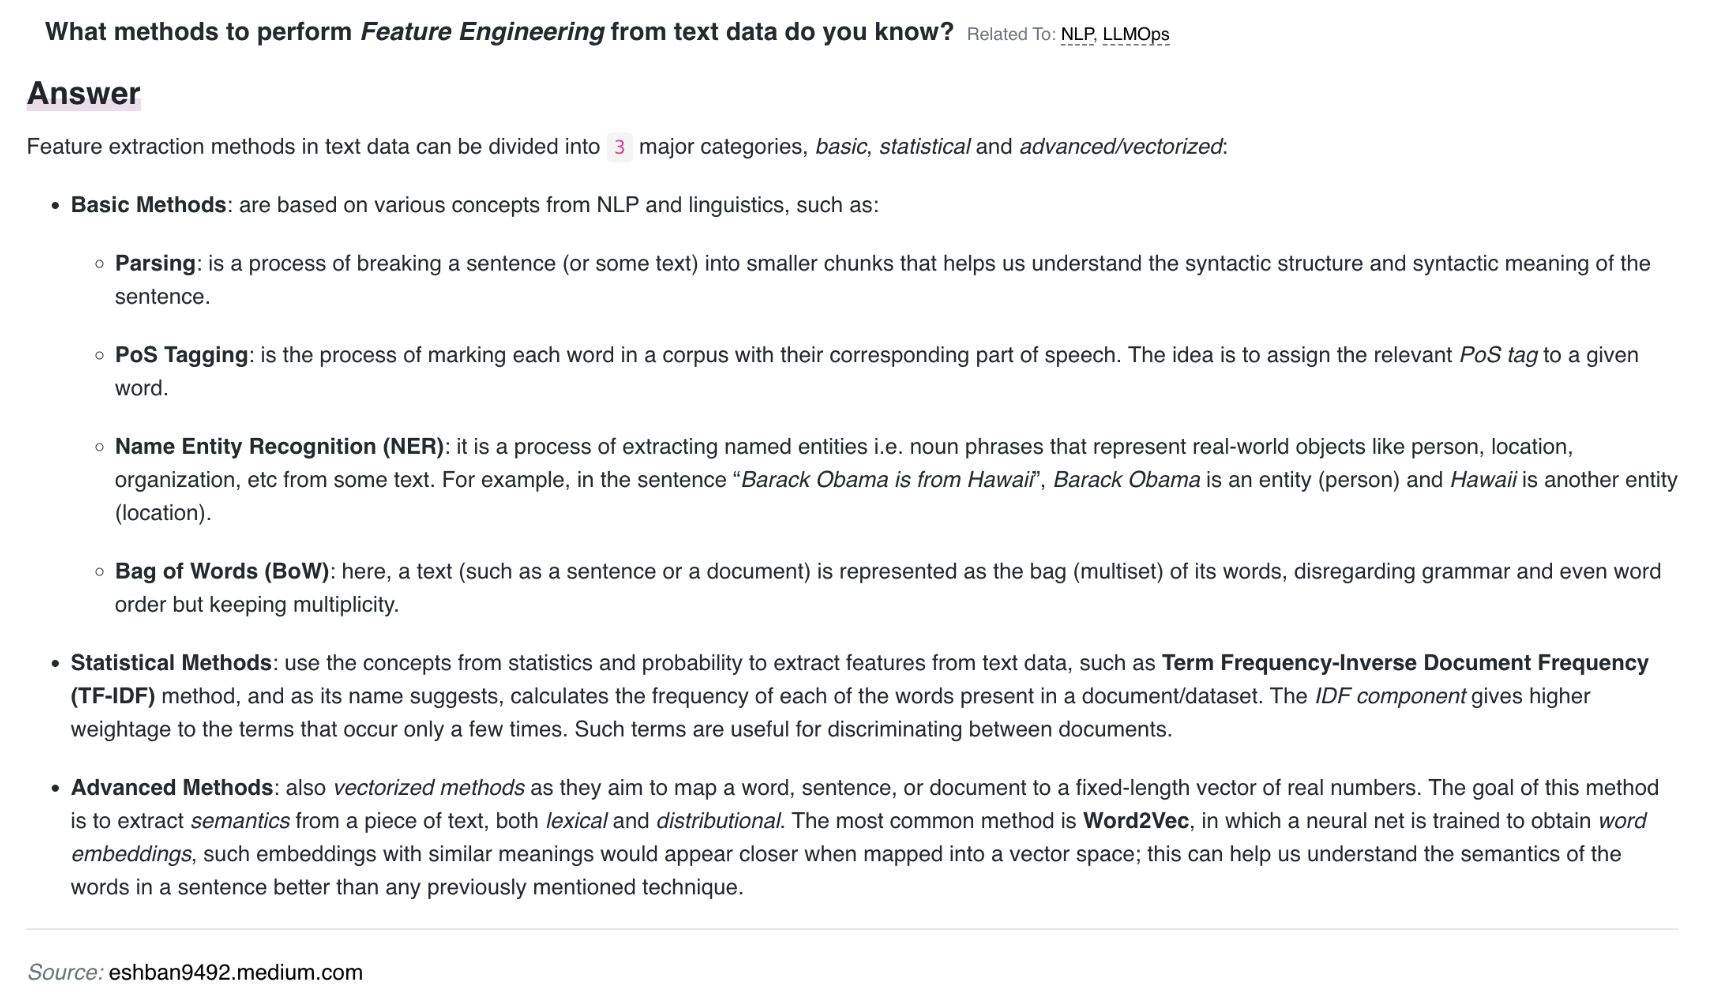 What methods to perform Feature Engineering from text data do you know? Related To: NLP, LLMOps
Answer
Feature extraction methods in text data can be divided into 3 major categories, basic, statistical and advanced/vectorized:
• Basic Methods: are based on various concepts from NLP and linguistics, such as:
◦ Parsing: is a process of breaking a sentence (or some text) into smaller chunks that helps us understand the syntactic structure and syntactic meaning of the
sentence.
◦ PoS Tagging: is the process of marking each word in a corpus with their corresponding part of speech. The idea is to assign the relevant PoS tag to a given
word.
◦ Name Entity Recognition (NER): it is a process of extracting named entities i.e. noun phrases that represent real-world objects like person, location,
organization, etc from some text. For example, in the sentence “Barack Obama is from Hawaii”, Barack Obama is an entity (person) and Hawaii is another entity
(location).
◦ Bag of Words (BoW): here, a text (such as a sentence or a document) is represented as the bag (multiset) of its words, disregarding grammar and even word
order but keeping multiplicity.
• Statistical Methods: use the concepts from statistics and probability to extract features from text data, such as Term Frequency-Inverse Document Frequency
(TF-IDF) method, and as its name suggests, calculates the frequency of each of the words present in a document/dataset. The IDF component gives higher
weightage to the terms that occur only a few times. Such terms are useful for discriminating between documents.
• Advanced Methods: also vectorized methods as they aim to map a word, sentence, or document to a fixed-length vector of real numbers. The goal of this method
is to extract semantics from a piece of text, both lexical and distributional. The most common method is Word2Vec, in which a neural net is trained to obtain word
embeddings, such embeddings with similar meanings would appear closer when mapped into a vector space; this can help us understand the semantics of the
words in a sentence better than any previously mentioned technique.
Source: eshban9492.medium.com